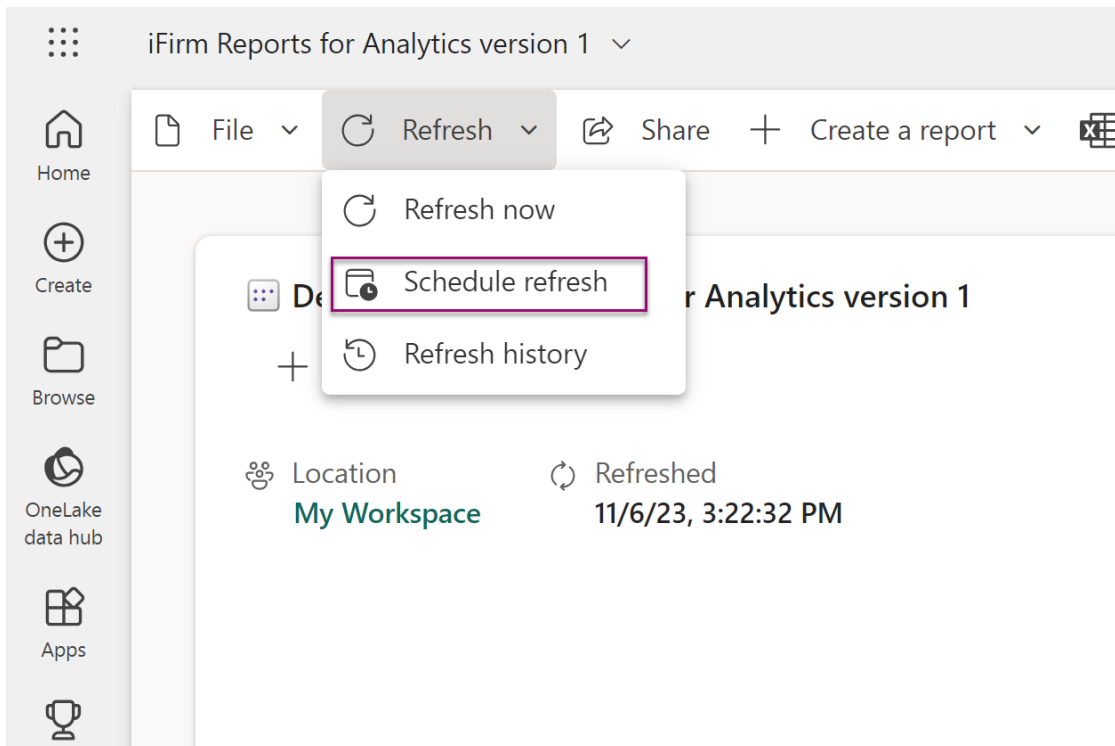 iFirm Reports for Analytics version 1
File
Refresh
Share
Create a report
Home
Create
Browse
OneLake
data hub
Apps
Refresh now
Schedule refresh
Refresh history
r Analytics version 1
Location
My Workspace
Refreshed
11/6/23, 3:22:32 PM